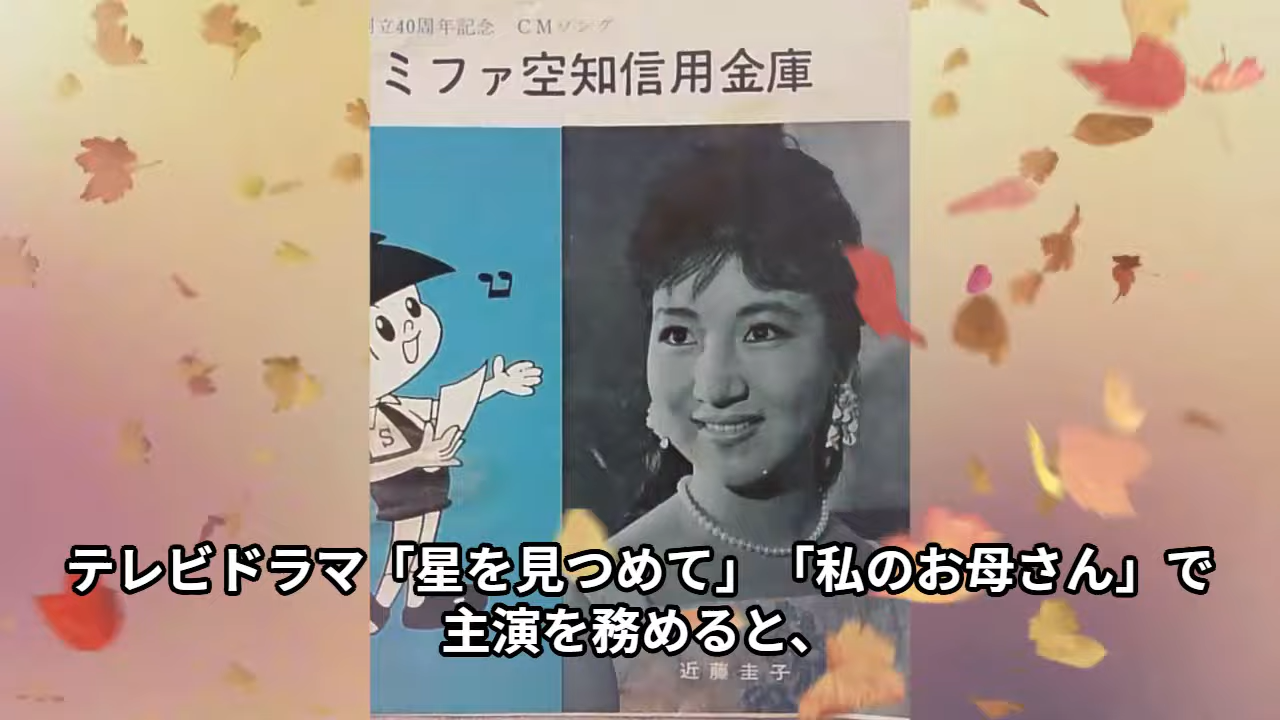 立40周年記念 CMソング
ミファ空知信用金庫
S
テレビドラマ「星を見つめて」「私のお母さん」で
主演を務めると、
近藤圭子